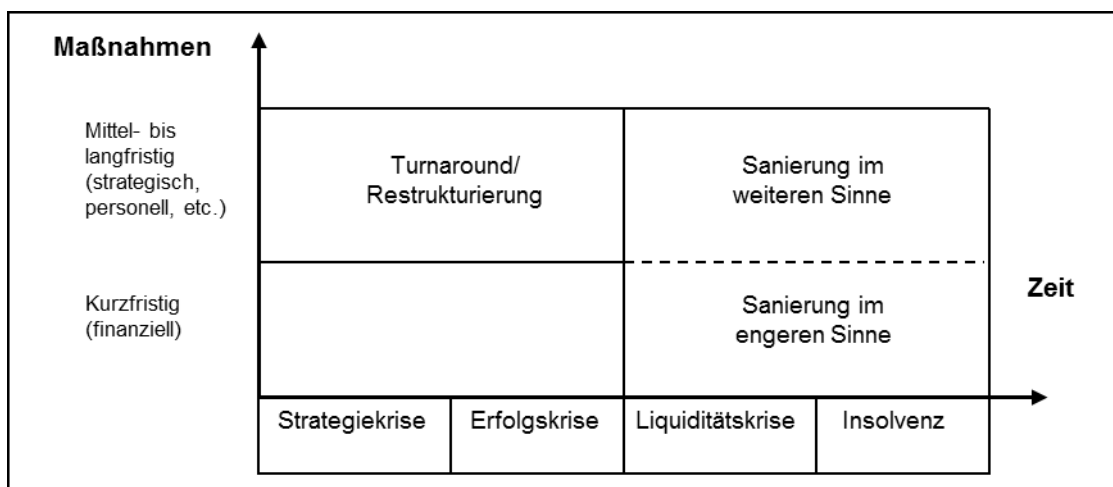 Maßnahmen
Mittel- bis
langfristig
(strategisch,
personell, etc.)
Turnaround/
Restrukturierung
Sanierung im
weiteren Sinne
Kurzfristig
(finanziell)
Sanierung im
engeren Sinne
Zeit
Strategiekrise
Erfolgskrise
Liquiditätskrise
Insolvenz